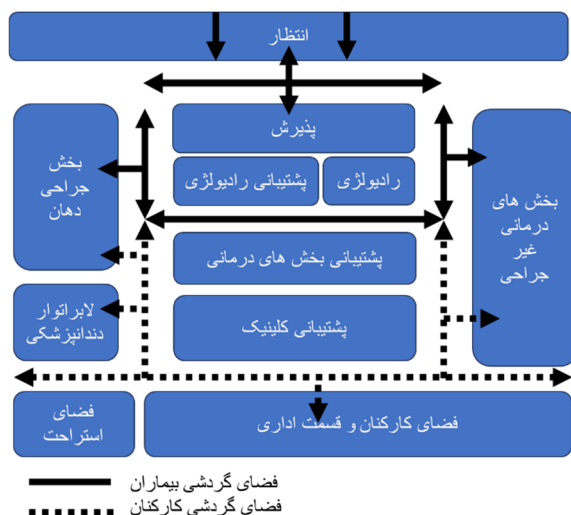 انتظار
پذیرش
رادیولژی
پشتیبانی رادیولژی
بخش
جراحی
دهان
بخش های
درمانی
غیر
جراحی
پشتیبانی بخش های درمانی
پشتیبانی کلینیک
لابراتوار
دندانپزشکی
فضای کارکنان و قسمت اداری
فضای
استراحت
فضای گردشی بیماران
فضای گردشی کارکنان